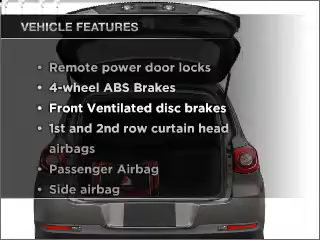 VEHICLE FEATURES
• Remote power door locks
• 4-wheel ABS Brakes
• Front Ventilated disc brakes
• 1st and 2nd row curtain head
airbags
• Passenger Airbag
• Side airbag